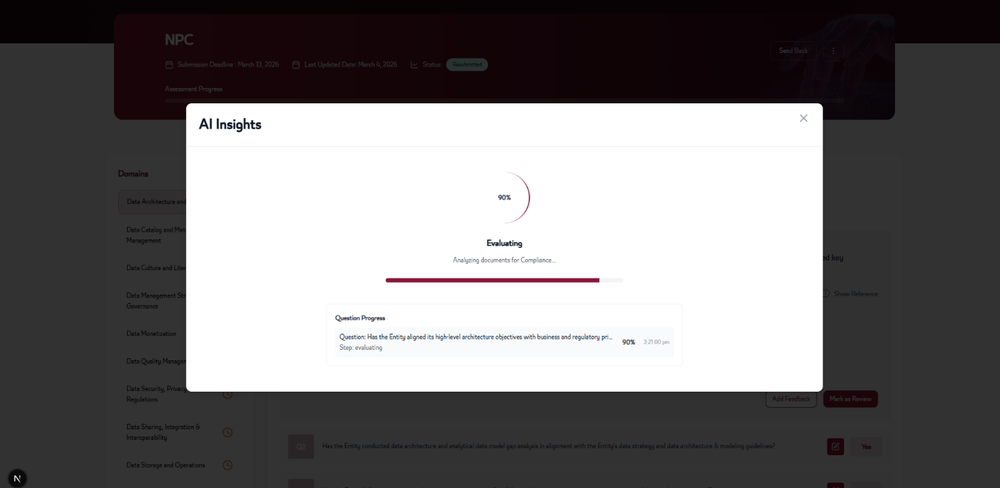 NPC
Submission Deadline : March 13, 2026
Last Updated Date: March 4, 2026
Status:
Resubmitted
Send Back
Assessment Progress
AI Insights
90%
Evaluating
Analyzing documents for Compliance...
Question Progress
Question: Has the Entity aligned its high-level architecture objectives with business and regulatory pri...
Step: evaluating
90%
3:21:00 pm
Domains
Data Architecture and
Data Catalog and Met
Management
Data Culture and Liter
Data Management Str
Governance
Data Monetization
Data Quality Managem
Data Security, Privacy
Regulations
Data Sharing, Integration &
Interoperability
Data Storage and Operations
ed key
Show Reference
Add Feedback
Mark as Review
Has the Entity conducted data architecture and analytical data model gap analysis in alignment with the Entity's data strategy and data architecture & modeling guidelines?
Yes
N